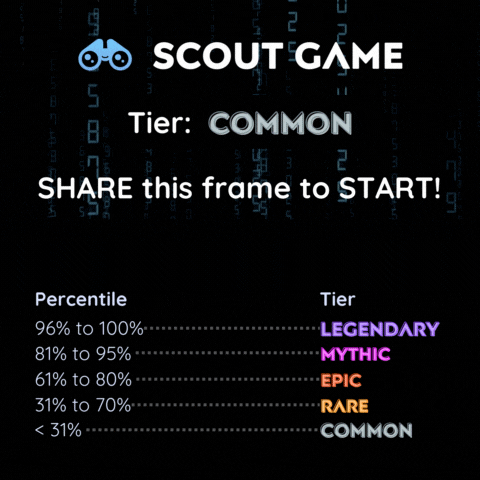 SCOUT GAME
Tier: COMMON
SHARE this frame to START!
Percentile Tier
96% to 100% LEGENDARY
81% to 95% MYTHIC
61% to 80% EPIC
31% to 70% RARE
< 31% COMMON